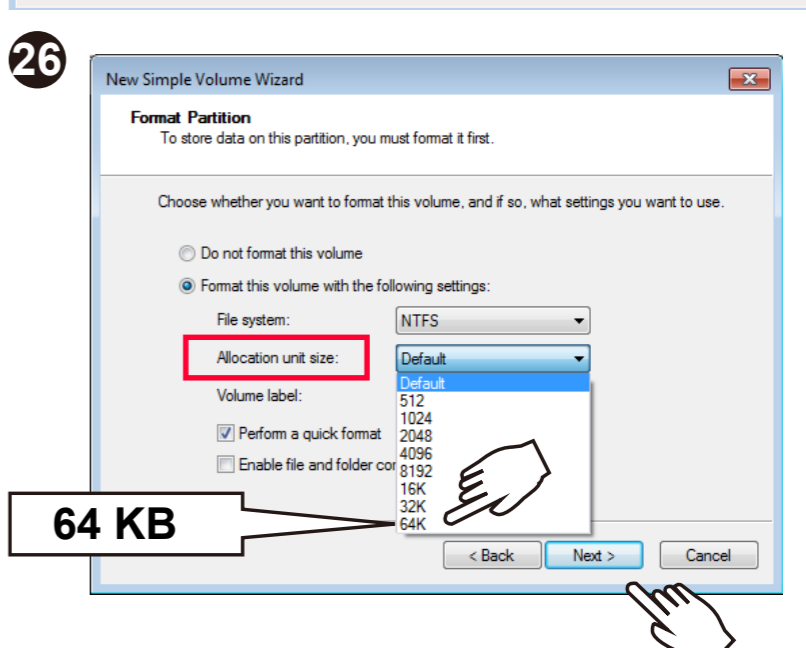 26
New Simple Volume Wizard
Format Partition
To store data on this partition, you must format it first.
Choose whether you want to format this volume, and if so, what settings you want to use.
Do not format this volume
Format this volume with the following settings:
File system: NTFS
Allocation unit size: Default
Default
Volume label: 512
1024
Perform a quick format 2048
4096
Enable file and folder cor 8192
16K
32K
64 KB 64K
< Back Next > Cancel